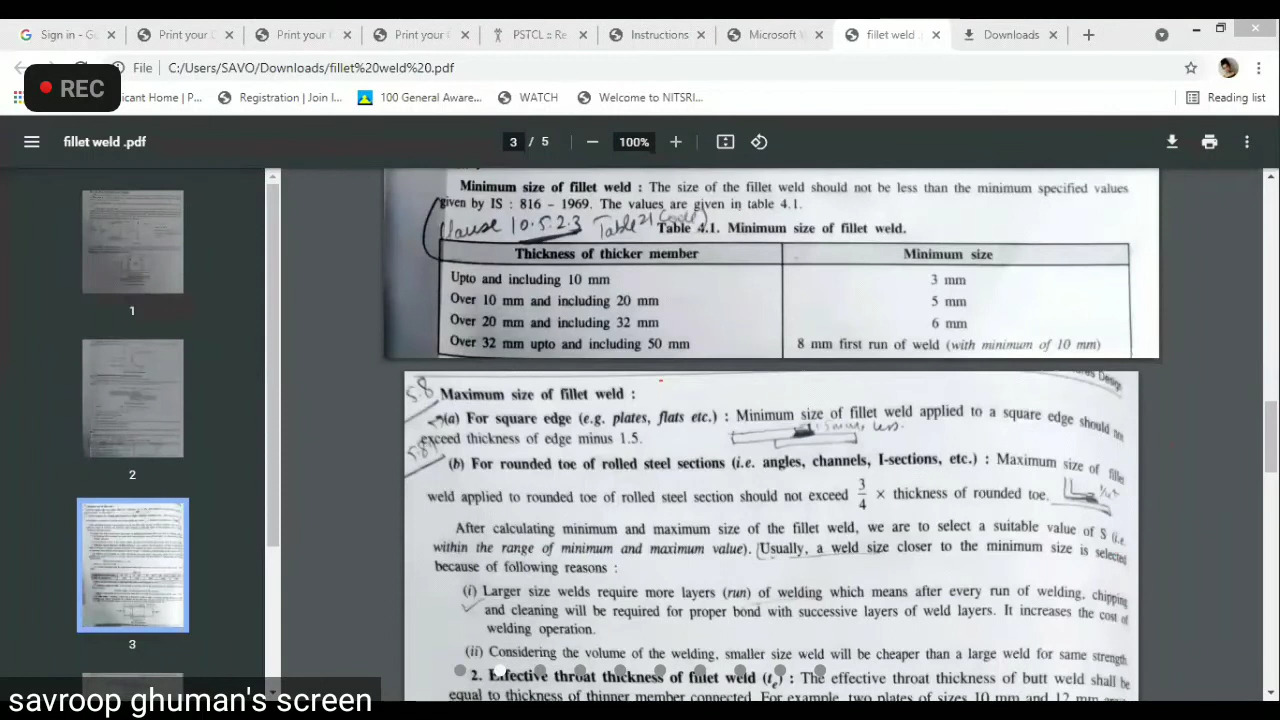 Sign in - G
Print your
Print your
Print your
PSTCL :: Re
Instructions
Microsoft
fillet weld
Downloads
File
C:/Users/SAVO/Downloads/fillet%20weld%20.pdf
REC
icant Home | P...
Registration | Join I...
100 General Aware...
WATCH
Welcome to NITSRI...
Reading list
fillet weld .pdf
3 / 5
100%
Minimum size of fillet weld : The size of the fillet weld should not be less than the minimum specified values
given by IS : 816 - 1969. The values are given in table 4.1.
Clause 10.5.2.3 Table 21
Table 4.1. Minimum size of fillet weld.
Thickness of thicker member Minimum size
Upto and including 10 mm 3 mm
Over 10 mm and including 20 mm 5 mm
Over 20 mm and including 32 mm 6 mm
Over 32 mm upto and including 50 mm 8 mm first run of weld (with minimum of 10 mm)
Design
58 Maximum size of fillet weld :
(a) For square edge (e.g. plates, flats etc.) : Minimum size of fillet weld applied to a square edge should not
less.
exceed thickness of edge minus 1.5.
(b) For rounded toe of rolled steel sections (i.e. angles, channels, I-sections, etc.) : Maximum size of fillet
weld applied to rounded toe of rolled steel section should not exceed 3/4 × thickness of rounded toe.
After calculating minimum and maximum size of the fillet weld, we are to select a suitable value of S (i.e.
within the range of minimum and maximum value). Usually, a weld size closer to the minimum size is selected
because of following reasons :
(i) Larger size welds require more layers (run) of welding which means after every run of welding, chipping
and cleaning will be required for proper bond with successive layers of weld layers. It increases the cost of
welding operation.
(ii) Considering the volume of the welding, smaller size weld will be cheaper than a large weld for same strength.
2. Effective throat thickness of fillet weld (te) : The effective throat thickness of butt weld shall be
equal to thickness of thinner member connected. For example, two plates of sizes 10 mm and 12 mm
1
2
3
savroop ghuman's screen